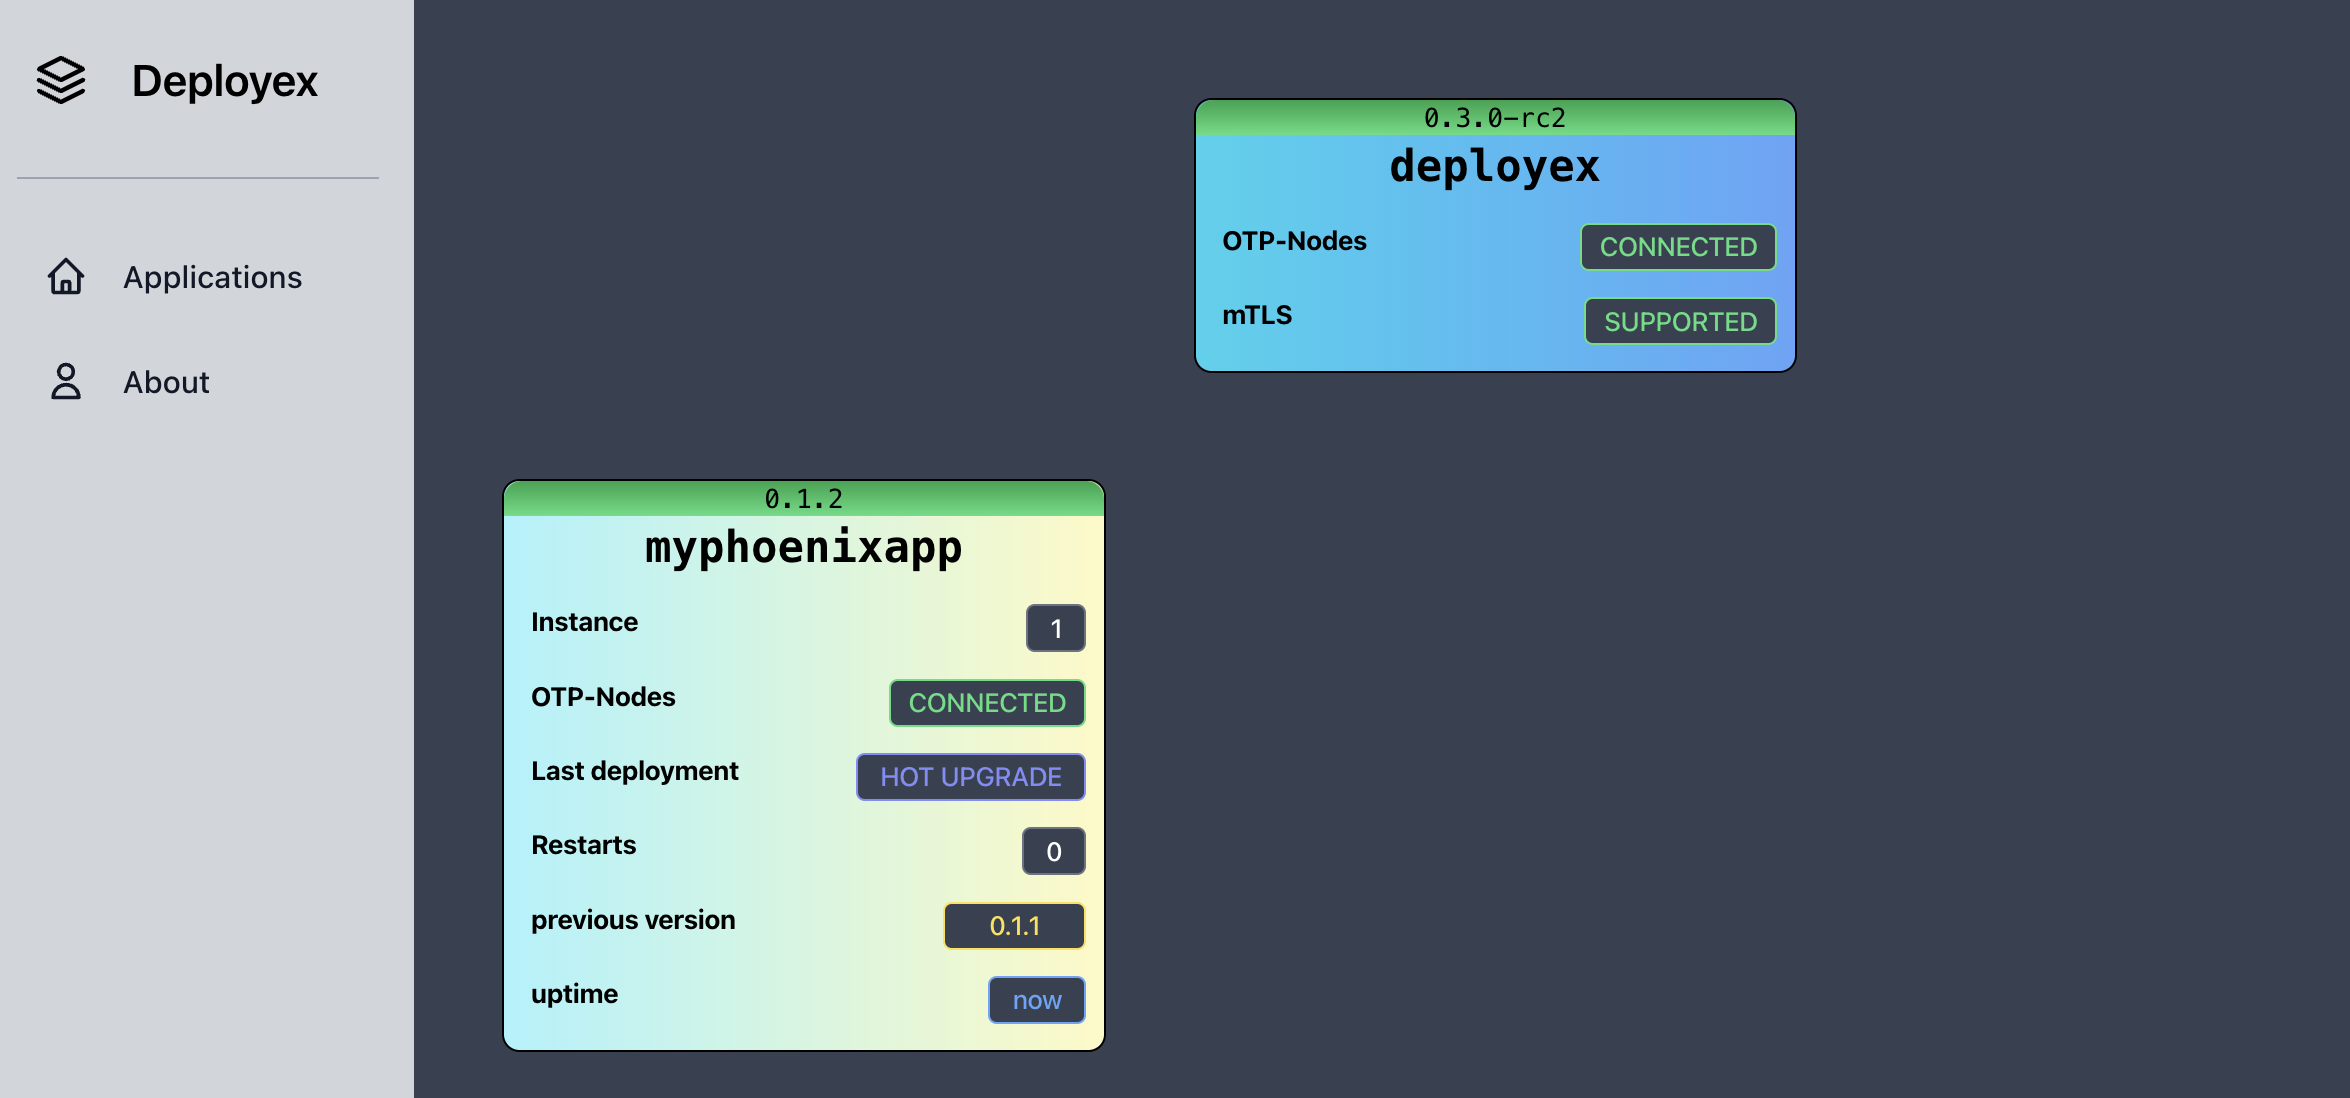 Deployex
Applications
About
0.3.0-rc2
deployex
OTP-Nodes CONNECTED
mTLS SUPPORTED
0.1.2
myphoenixapp
Instance 1
OTP-Nodes CONNECTED
Last deployment HOT UPGRADE
Restarts 0
previous version 0.1.1
uptime now